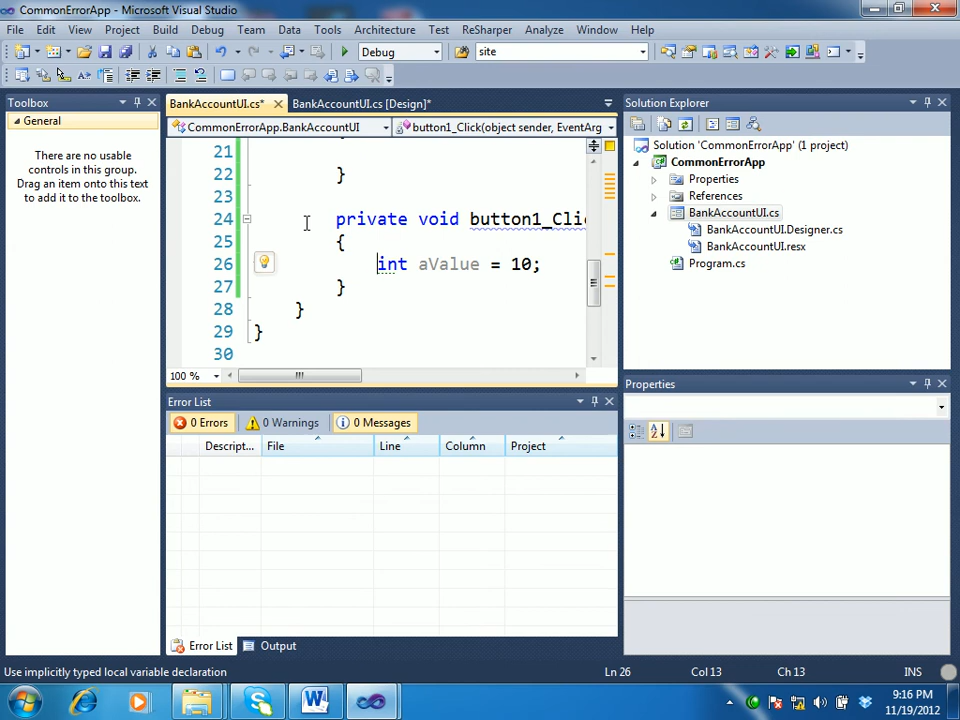 CommonErrorApp - Microsoft Visual Studio
File Edit View Project Build Debug Team Data Tools Architecture Test ReSharper Analyze Window Help
Debug site
Toolbox
General
There are no usable
controls in this group.
Drag an item onto this text
to add it to the toolbox.
BankAccountUI.cs* BankAccountUI.cs [Design]*
CommonErrorApp.BankAccountUI button1_Click(object sender, EventArg
21
22 }
23
24 private void button1_Clic
25 {
26 int aValue = 10;
27 }
28 }
29 }
30
100 %
Error List
0 Errors 0 Warnings 0 Messages
Descript... File Line Column Project
Error List Output
Solution Explorer
Solution 'CommonErrorApp' (1 project)
CommonErrorApp
Properties
References
BankAccountUI.cs
BankAccountUI.Designer.cs
BankAccountUI.resx
Program.cs
Properties
Use implicitly typed local variable declaration Ln 26 Col 13 Ch 13 INS
9:16 PM
11/19/2012